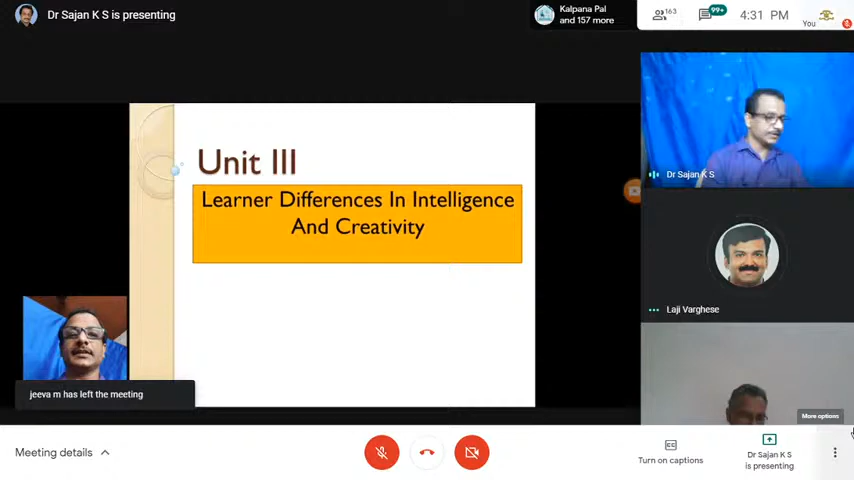 Dr Sajan K S is presenting
Kalpana Pal
and 157 more
163
99+
4:31 PM
You
Unit III
Learner Differences In Intelligence
And Creativity
Dr Sajan K S
Laji Varghese
jeeva m has left the meeting
More options
Meeting details
CC
Turn on captions
Dr Sajan K S
is presenting